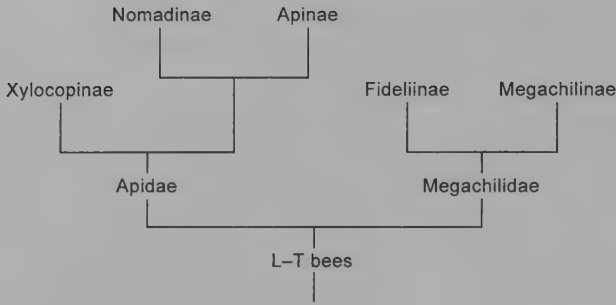 Nomadinae Apinae
Xylocopinae Fideliinae Megachilinae
Apidae Megachilidae
L–T bees